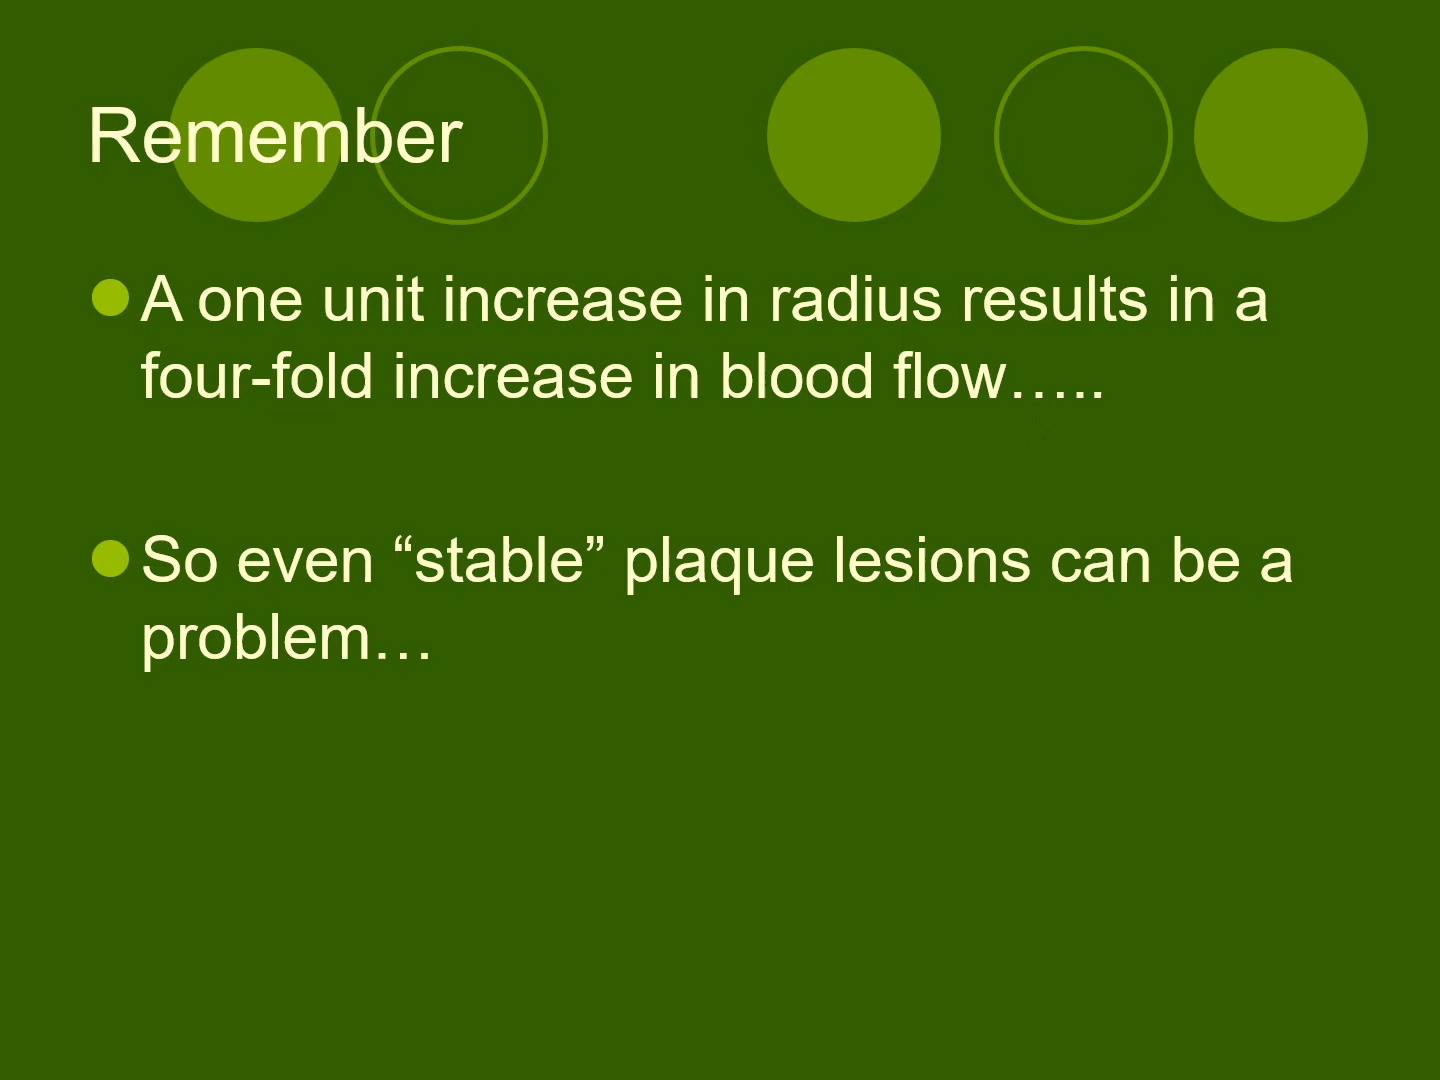 Remember
A one unit increase in radius results in a
four-fold increase in blood flow…..
So even “stable” plaque lesions can be a
problem…